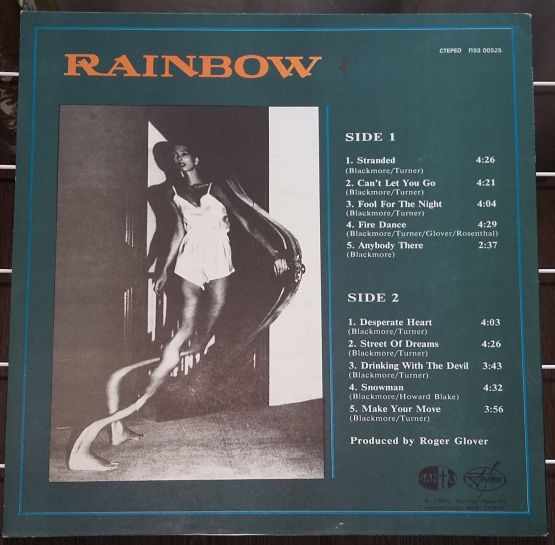 СТЕРЕО П93 00525
RAINBOW
SIDE 1
1. Stranded 4:26
(Blackmore/Turner)
2. Can't Let You Go 4:21
(Blackmore/Turner)
3. Fool For The Night 4:04
(Blackmore/Turner)
4. Fire Dance 4:29
(Blackmore/Turner/Glover/Rosenthal)
5. Anybody There 2:37
(Blackmore)
SIDE 2
1. Desperate Heart 4:03
(Blackmore/Turner)
2. Street Of Dreams 4:26
(Blackmore/Turner)
3. Drinking With The Devil 3:43
(Blackmore/Turner)
4. Snowman 4:32
(Blackmore/Howard Blake)
5. Make Your Move 3:56
(Blackmore/Turner)
Produced by Roger Glover
SANTA